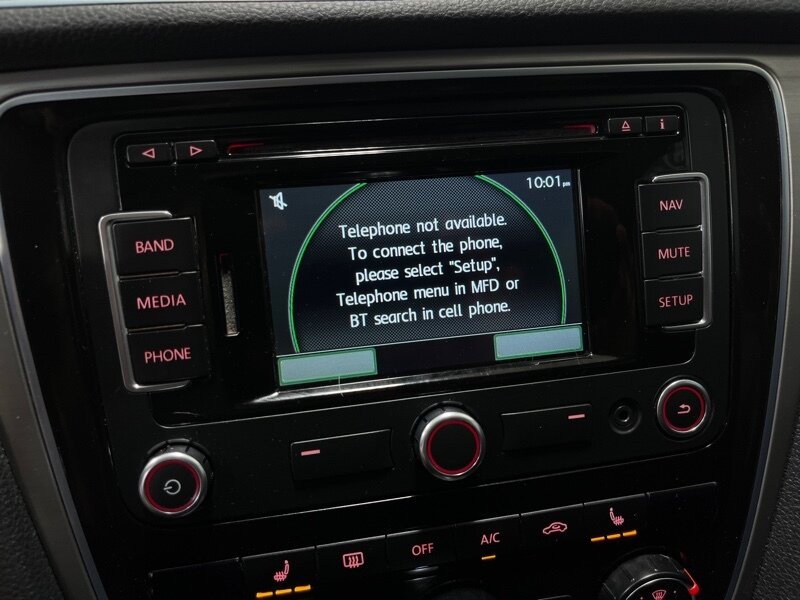 i
10:01pm
Telephone not available.
To connect the phone,
please select "Setup",
Telephone menu in MFD or
BT search in cell phone.
BAND
MEDIA
PHONE
NAV
MUTE
SETUP
OFF
A/C